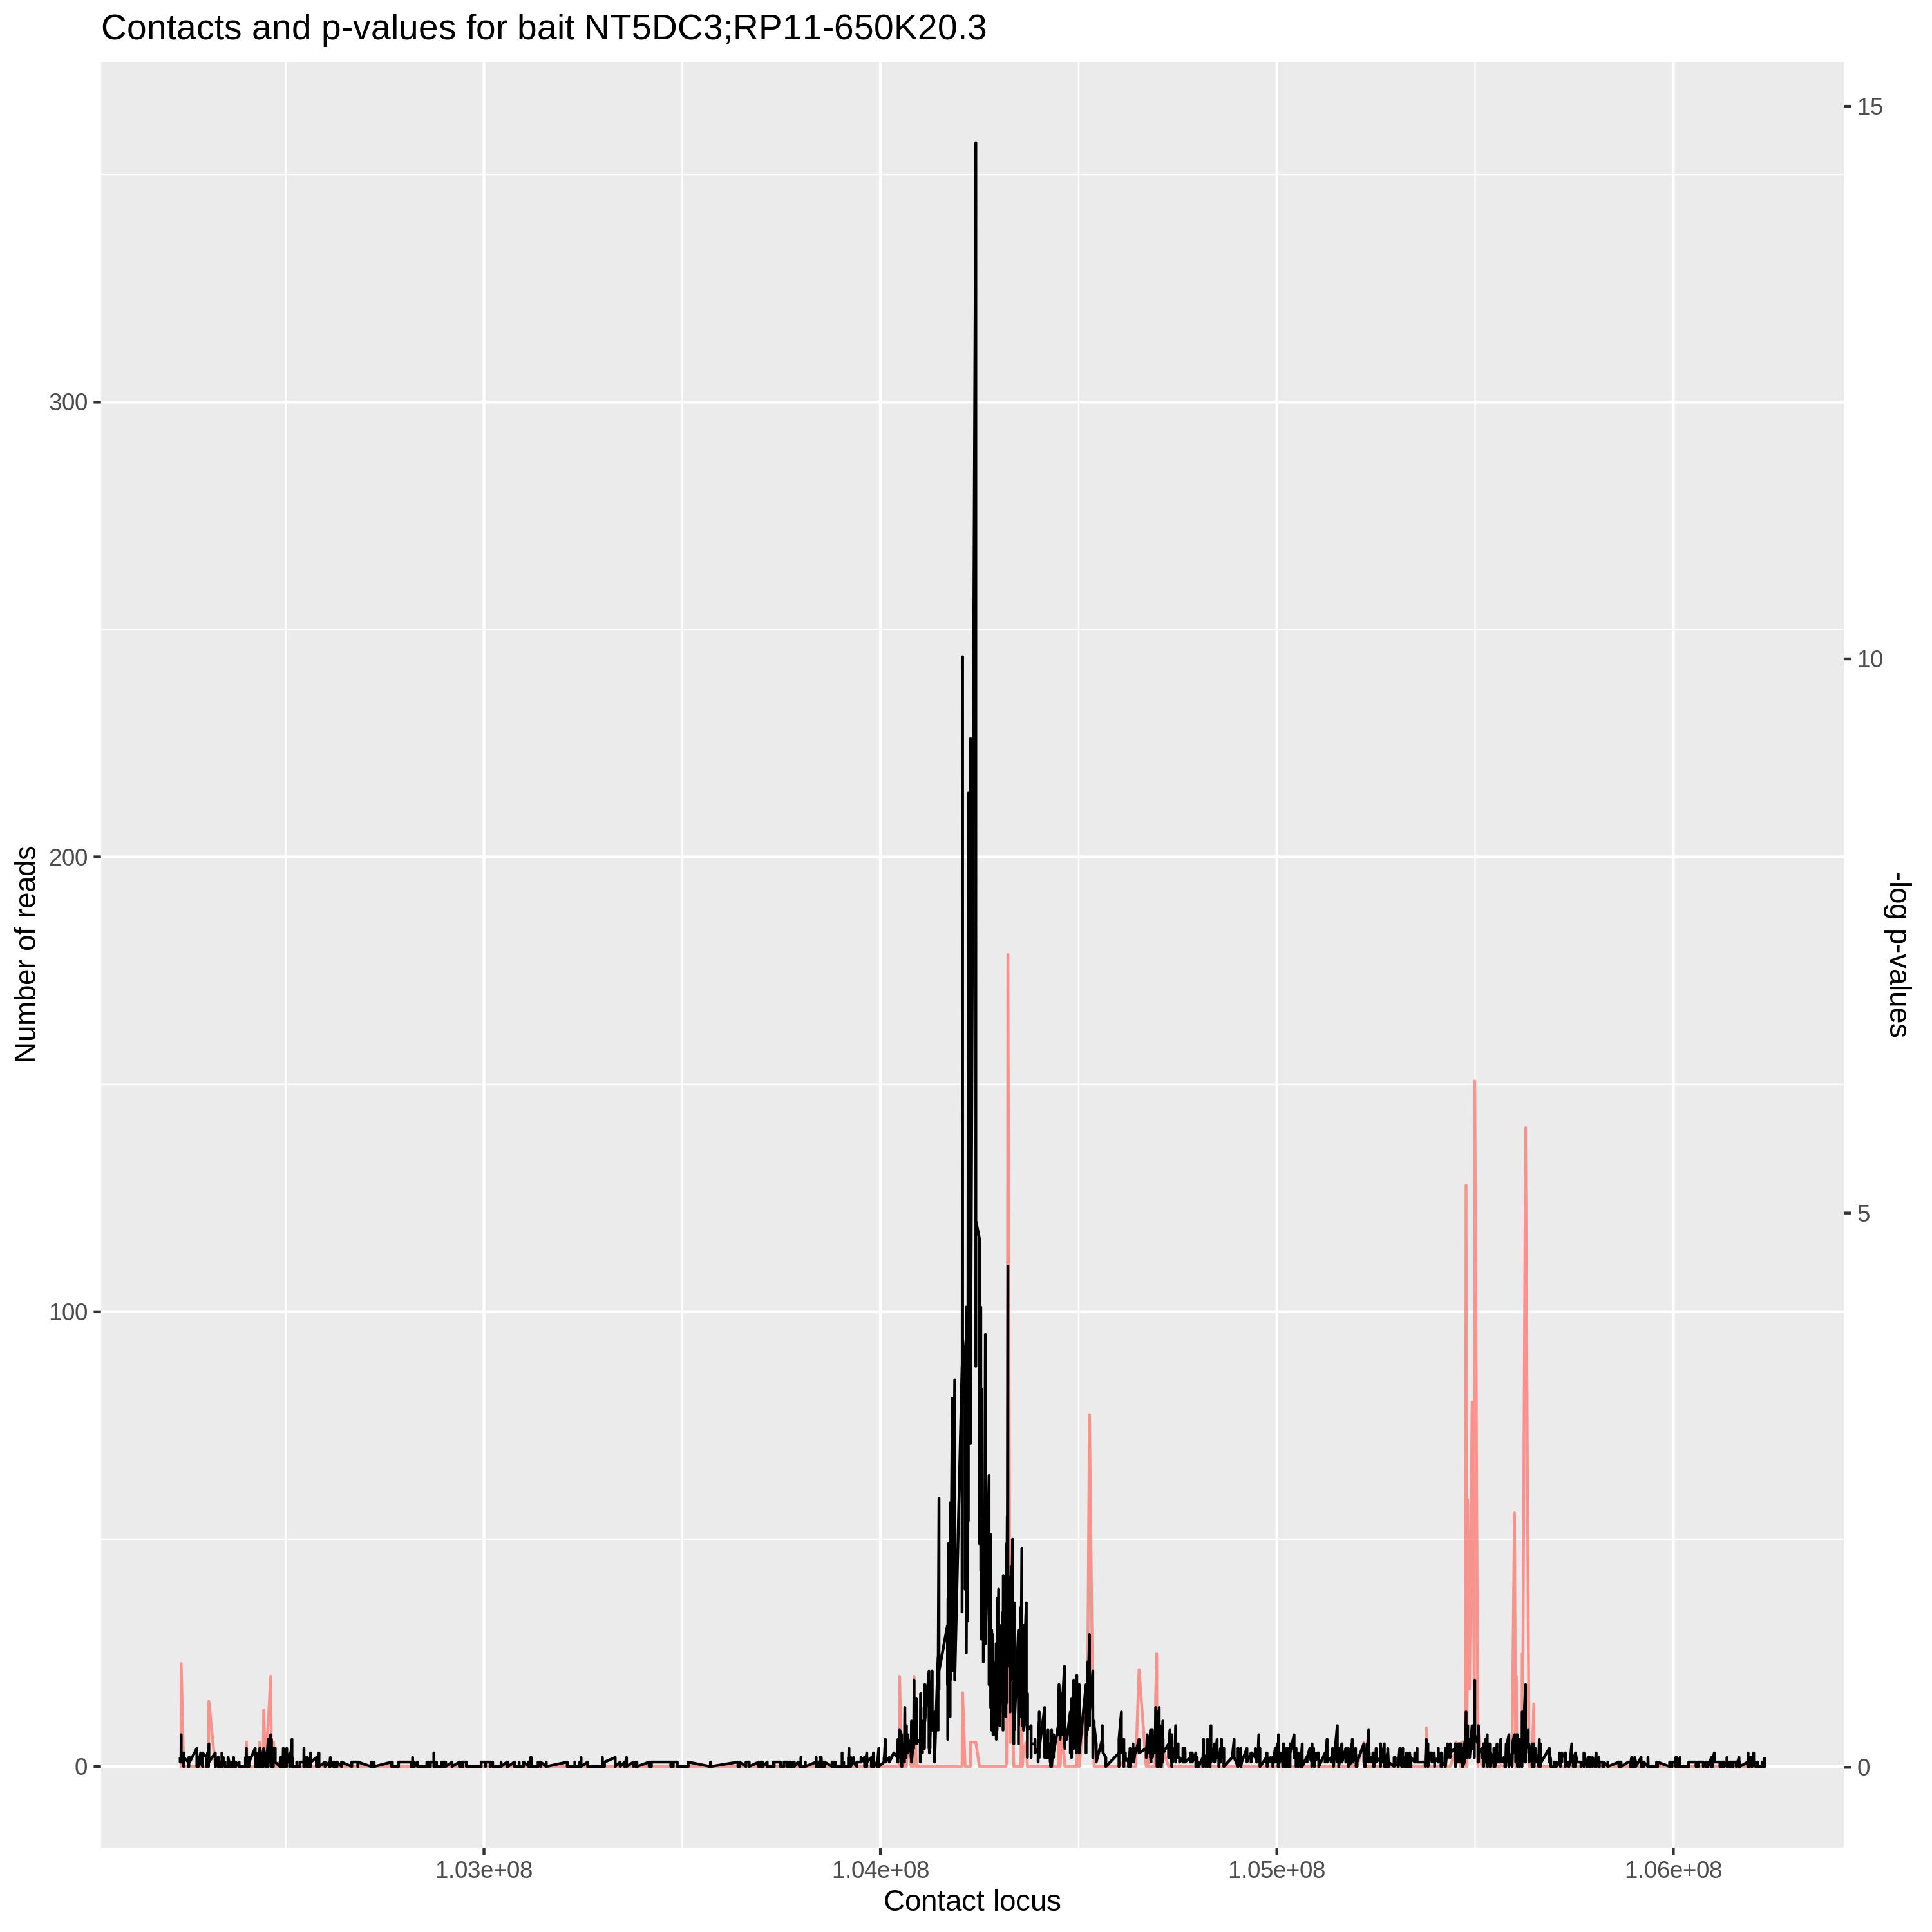 Contacts and p-values for bait NT5DC3;RP11-650K20.3
Number of reads
300
200
100
0
15
10
5
0
-log p-values
1.03e+08 1.04e+08 1.05e+08 1.06e+08
Contact locus